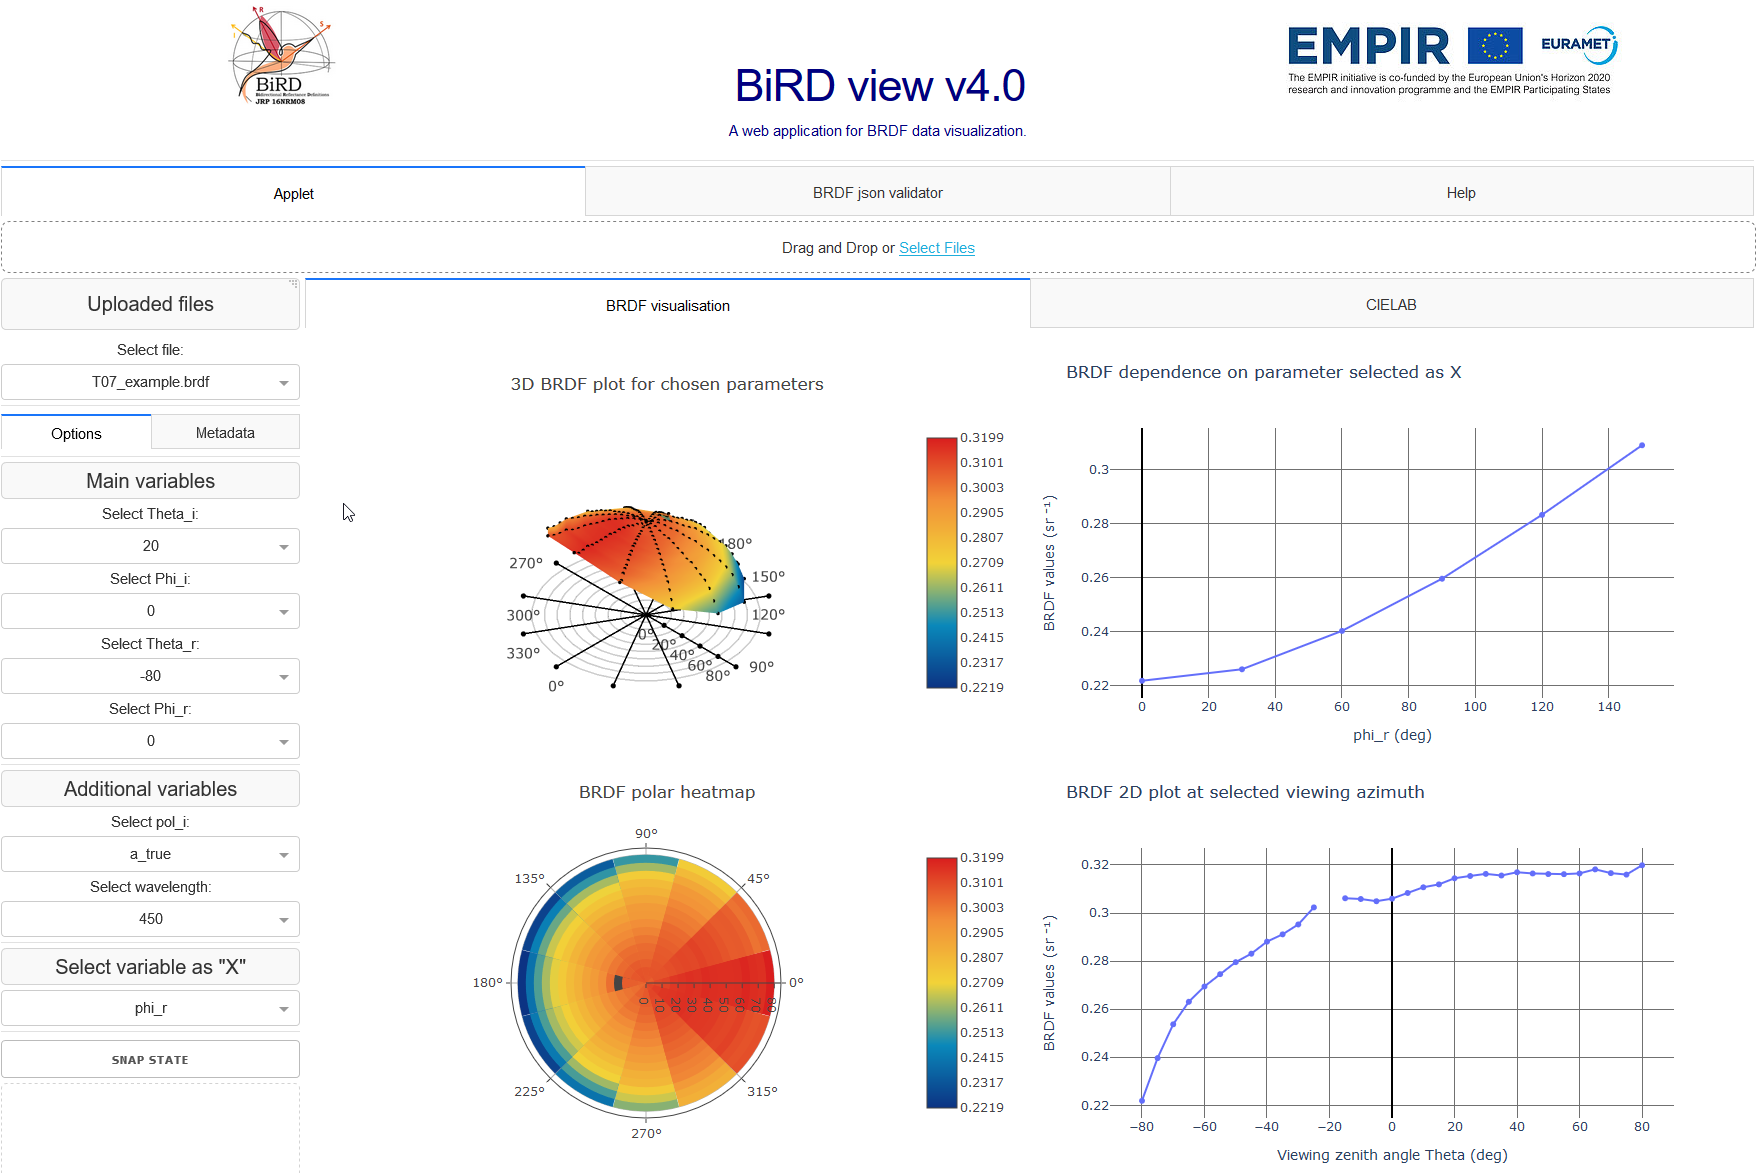 R
S
I
BiRD
Bidirectional Reflectance Definitions
JRP 16NRM08
BiRD view v4.0
A web application for BRDF data visualization.
EMPIR
EURAMET
The EMPIR initiative is co-funded by the European Union's Horizon 2020
research and innovation programme and the EMPIR Participating States
Applet
BRDF json validator
Help
Drag and Drop or Select Files
Uploaded files
Select file:
T07_example.brdf
Options
Metadata
Main variables
Select Theta_i:
20
Select Phi_i:
0
Select Theta_r:
-80
Select Phi_r:
0
Additional variables
Select pol_i:
a_true
Select wavelength:
450
Select variable as "X"
phi_r
SNAP STATE
BRDF visualisation
CIELAB
3D BRDF plot for chosen parameters
270°
300°
330°
0°
180°
150°
120°
90°
0°
20°
40°
60°
80°
0.3199
0.3101
0.3003
0.2905
0.2807
0.2709
0.2611
0.2513
0.2415
0.2317
0.2219
BRDF dependence on parameter selected as X
BRDF values (sr⁻¹)
0.3
0.28
0.26
0.24
0.22
0 20 40 60 80 100 120 140
phi_r (deg)
BRDF polar heatmap
90°
135°
45°
180°
0°
225°
315°
270°
0 10 20 30 40 50 60 70 80
0.3199
0.3101
0.3003
0.2905
0.2807
0.2709
0.2611
0.2513
0.2415
0.2317
0.2219
BRDF 2D plot at selected viewing azimuth
BRDF values (sr⁻¹)
0.32
0.3
0.28
0.26
0.24
0.22
−80 −60 −40 −20 0 20 40 60 80
Viewing zenith angle Theta (deg)